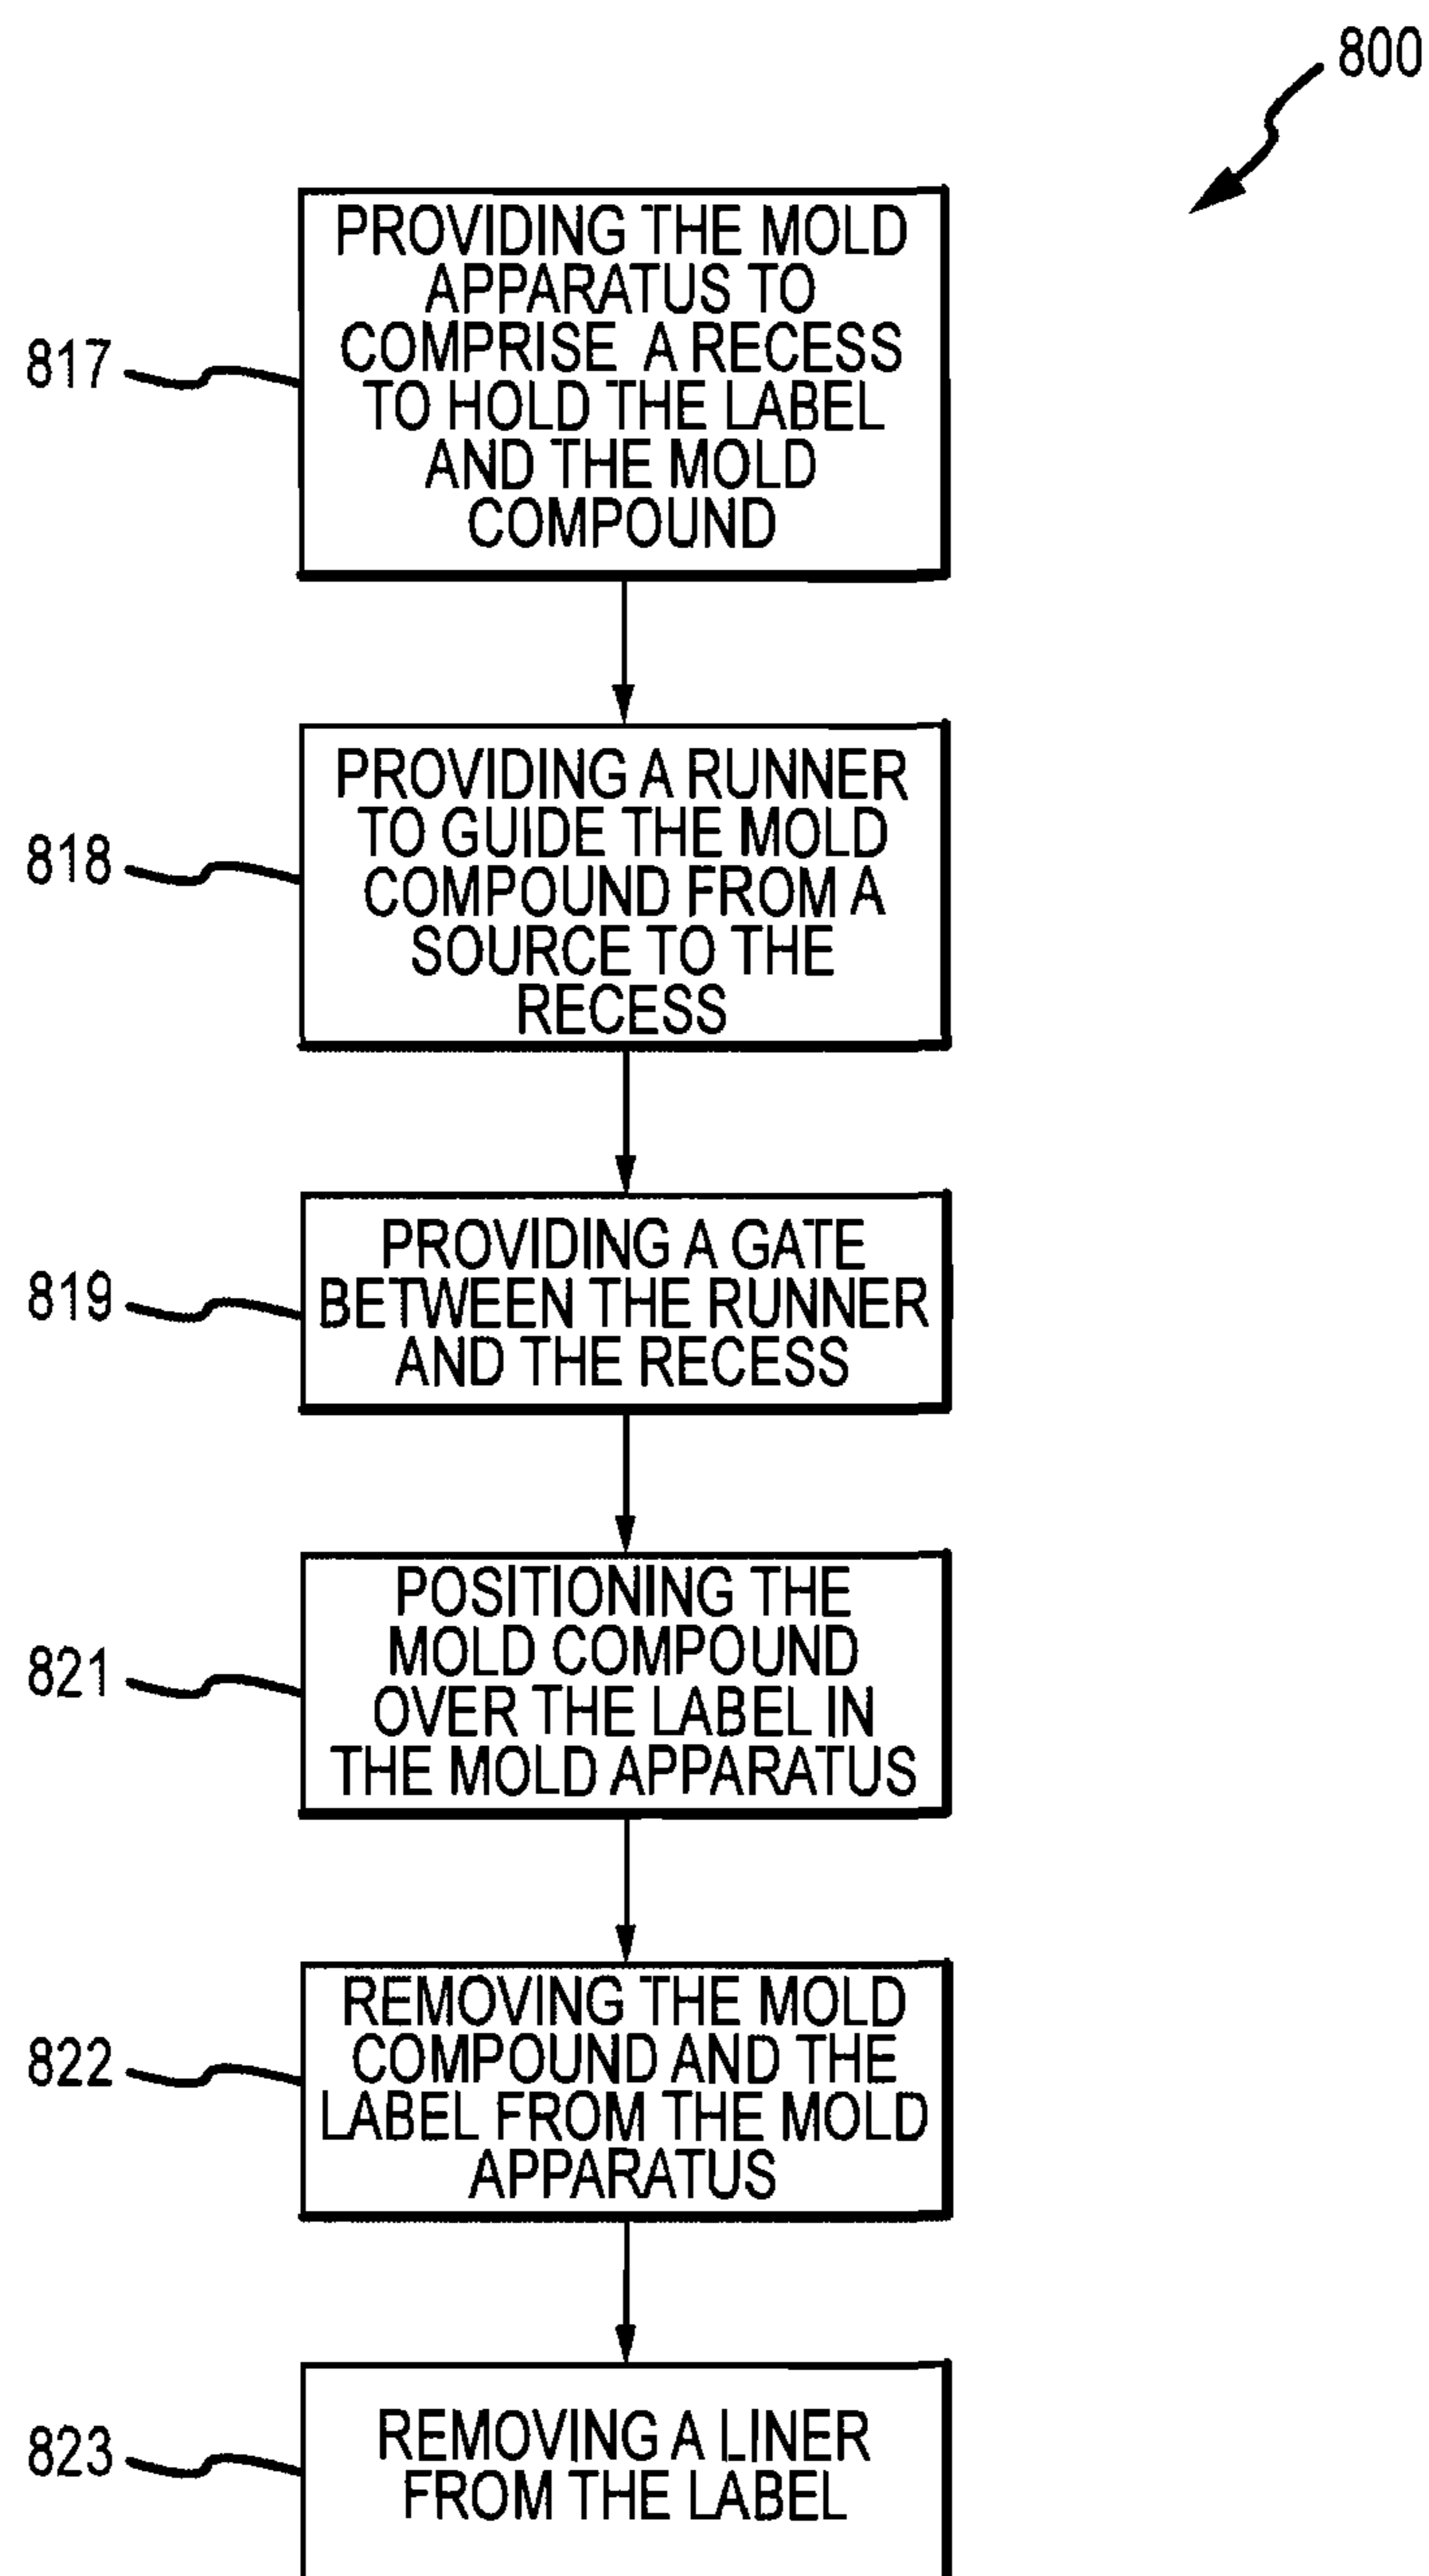 800
PROVIDING THE MOLD
APPARATUS TO
COMPRISE A RECESS
TO HOLD THE LABEL
AND THE MOLD
COMPOUND
817
PROVIDING A RUNNER
TO GUIDE THE MOLD
COMPOUND FROM A
SOURCE TO THE
RECESS
818
PROVIDING A GATE
BETWEEN THE RUNNER
AND THE RECESS
819
POSITIONING THE
MOLD COMPOUND
OVER THE LABEL IN
THE MOLD APPARATUS
821
REMOVING THE MOLD
COMPOUND AND THE
LABEL FROM THE MOLD
APPARATUS
822
REMOVING A LINER
FROM THE LABEL
823